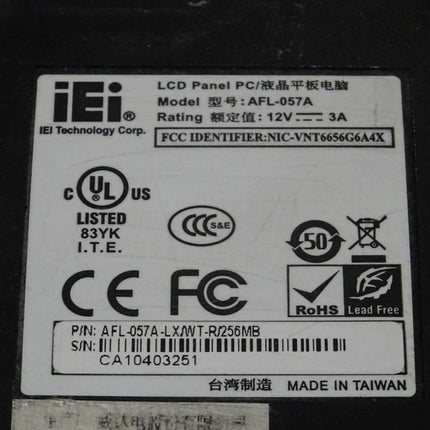 iEi®
IEI Technology Corp.
LCD Panel PC/液晶平板电脑
Model 型号: AFL-057A
Rating 额定值: 12V⎓ 3A
FCC IDENTIFIER:NIC-VNT6656G6A4X
C UL® US
LISTED
83YK
I.T.E.
CCC S&E
50
CE FC
RoHS Lead Free
P/N: AFL-057A-LX/WT-R/256MB
S/N:
CA10403251
台湾制造 MADE IN TAIWAN